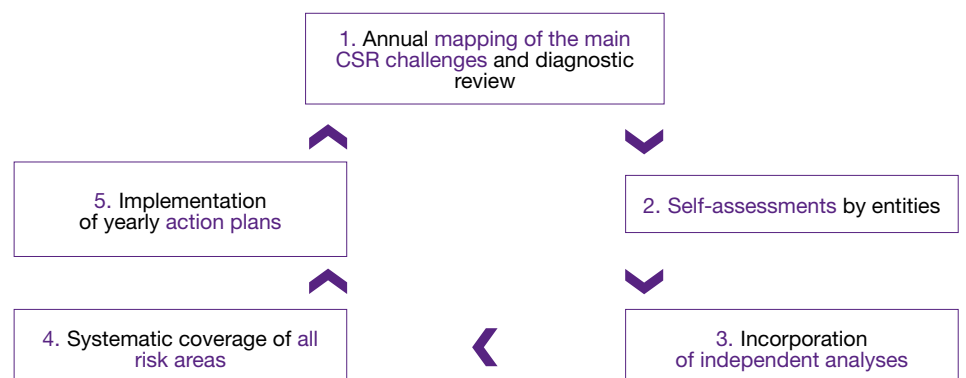 1. Annual mapping of the main
CSR challenges and diagnostic
review
2. Self-assessments by entities
3. Incorporation
of independent analyses
4. Systematic coverage of all
risk areas
5. Implementation
of yearly action plans